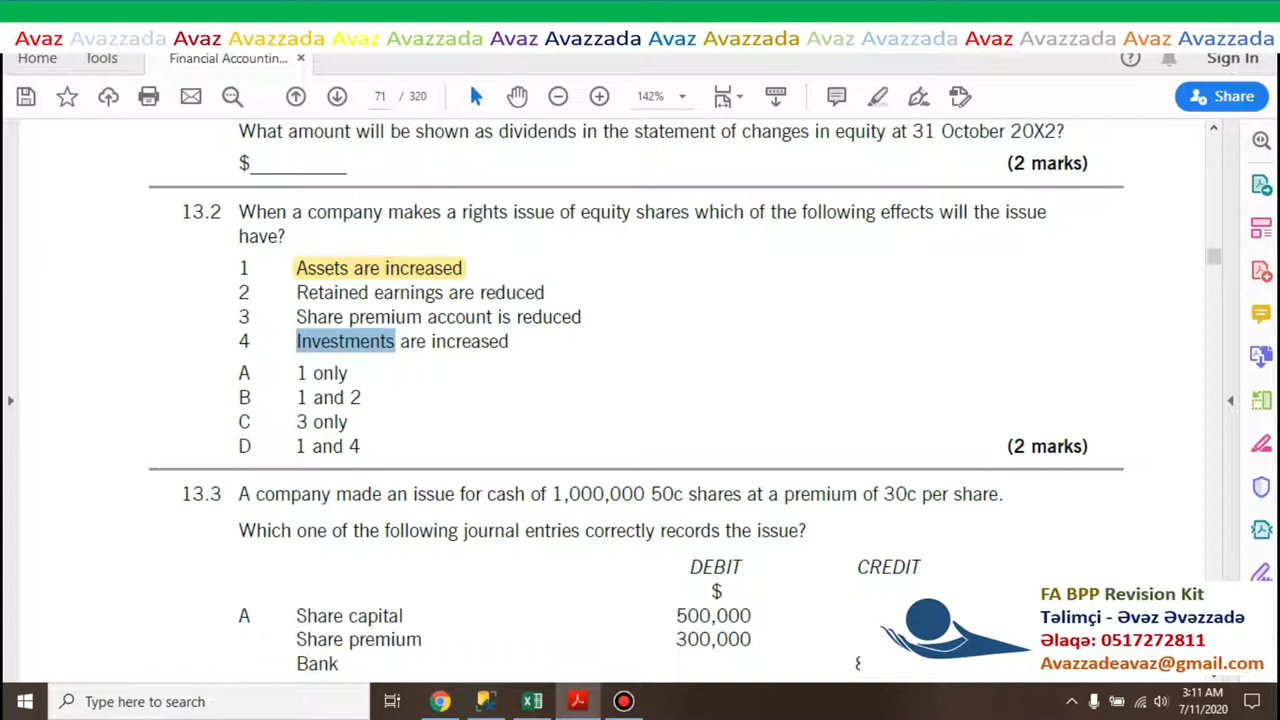 Avaz Avazzada Avaz Avazzada Avaz Avazzada Avaz Avazzada Avaz Avazzada Avaz Avazzada Avaz Avazzada Avaz Avazzada
Home Tools Financial Accountin... × Sign In
71 / 320 142% Share
What amount will be shown as dividends in the statement of changes in equity at 31 October 20X2?
$__________ (2 marks)
13.2 When a company makes a rights issue of equity shares which of the following effects will the issue
have?
1 Assets are increased
2 Retained earnings are reduced
3 Share premium account is reduced
4 Investments are increased
A 1 only
B 1 and 2
C 3 only
D 1 and 4 (2 marks)
13.3 A company made an issue for cash of 1,000,000 50c shares at a premium of 30c per share.
Which one of the following journal entries correctly records the issue?
DEBIT CREDIT
$
A Share capital 500,000
Share premium 300,000
Bank
FA BPP Revision Kit
Təlimçi - Əvəz Əvəzzadə
Əlaqə: 0517272811
Avazzadeavaz@gmail.com
Type here to search
3:11 AM
7/11/2020